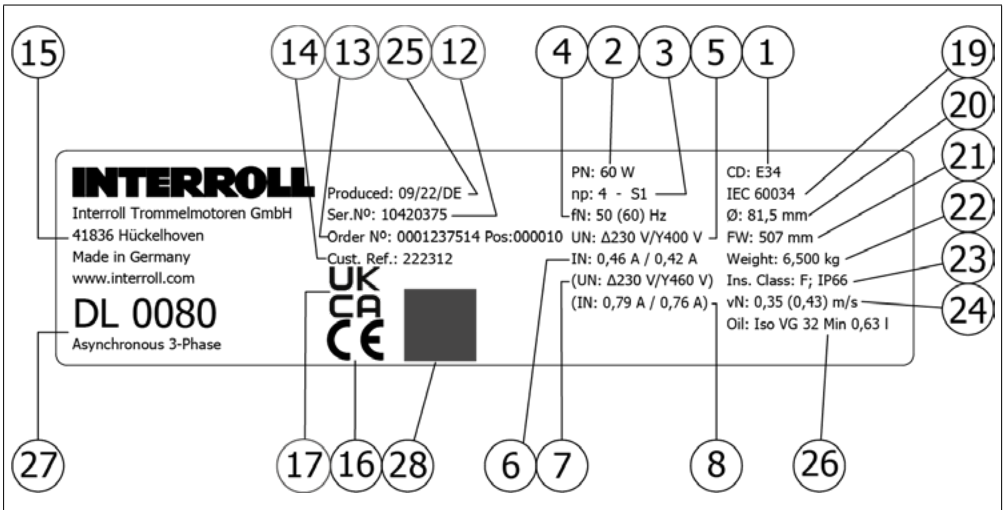 15
14
13
25
12
4
2
3
5
1
19
20
21
22
23
24
INTERROLL
Interroll Trommelmotoren GmbH
41836 Hückelhoven
Made in Germany
www.interroll.com
DL 0080
Asynchronous 3-Phase
Produced: 09/22/DE
Ser.Nº: 10420375
Order Nº: 0001237514 Pos:000010
Cust. Ref.: 222312
UK
CA
CE
PN: 60 W
np: 4 - S1
fN: 50 (60) Hz
UN: Δ230 V/Y400 V
IN: 0,46 A / 0,42 A
(UN: Δ230 V/Y460 V)
(IN: 0,79 A / 0,76 A)
CD: E34
IEC 60034
Ø: 81,5 mm
FW: 507 mm
Weight: 6,500 kg
Ins. Class: F; IP66
vN: 0,35 (0,43) m/s
Oil: Iso VG 32 Min 0,63 l
27
17
16
28
6
7
8
26